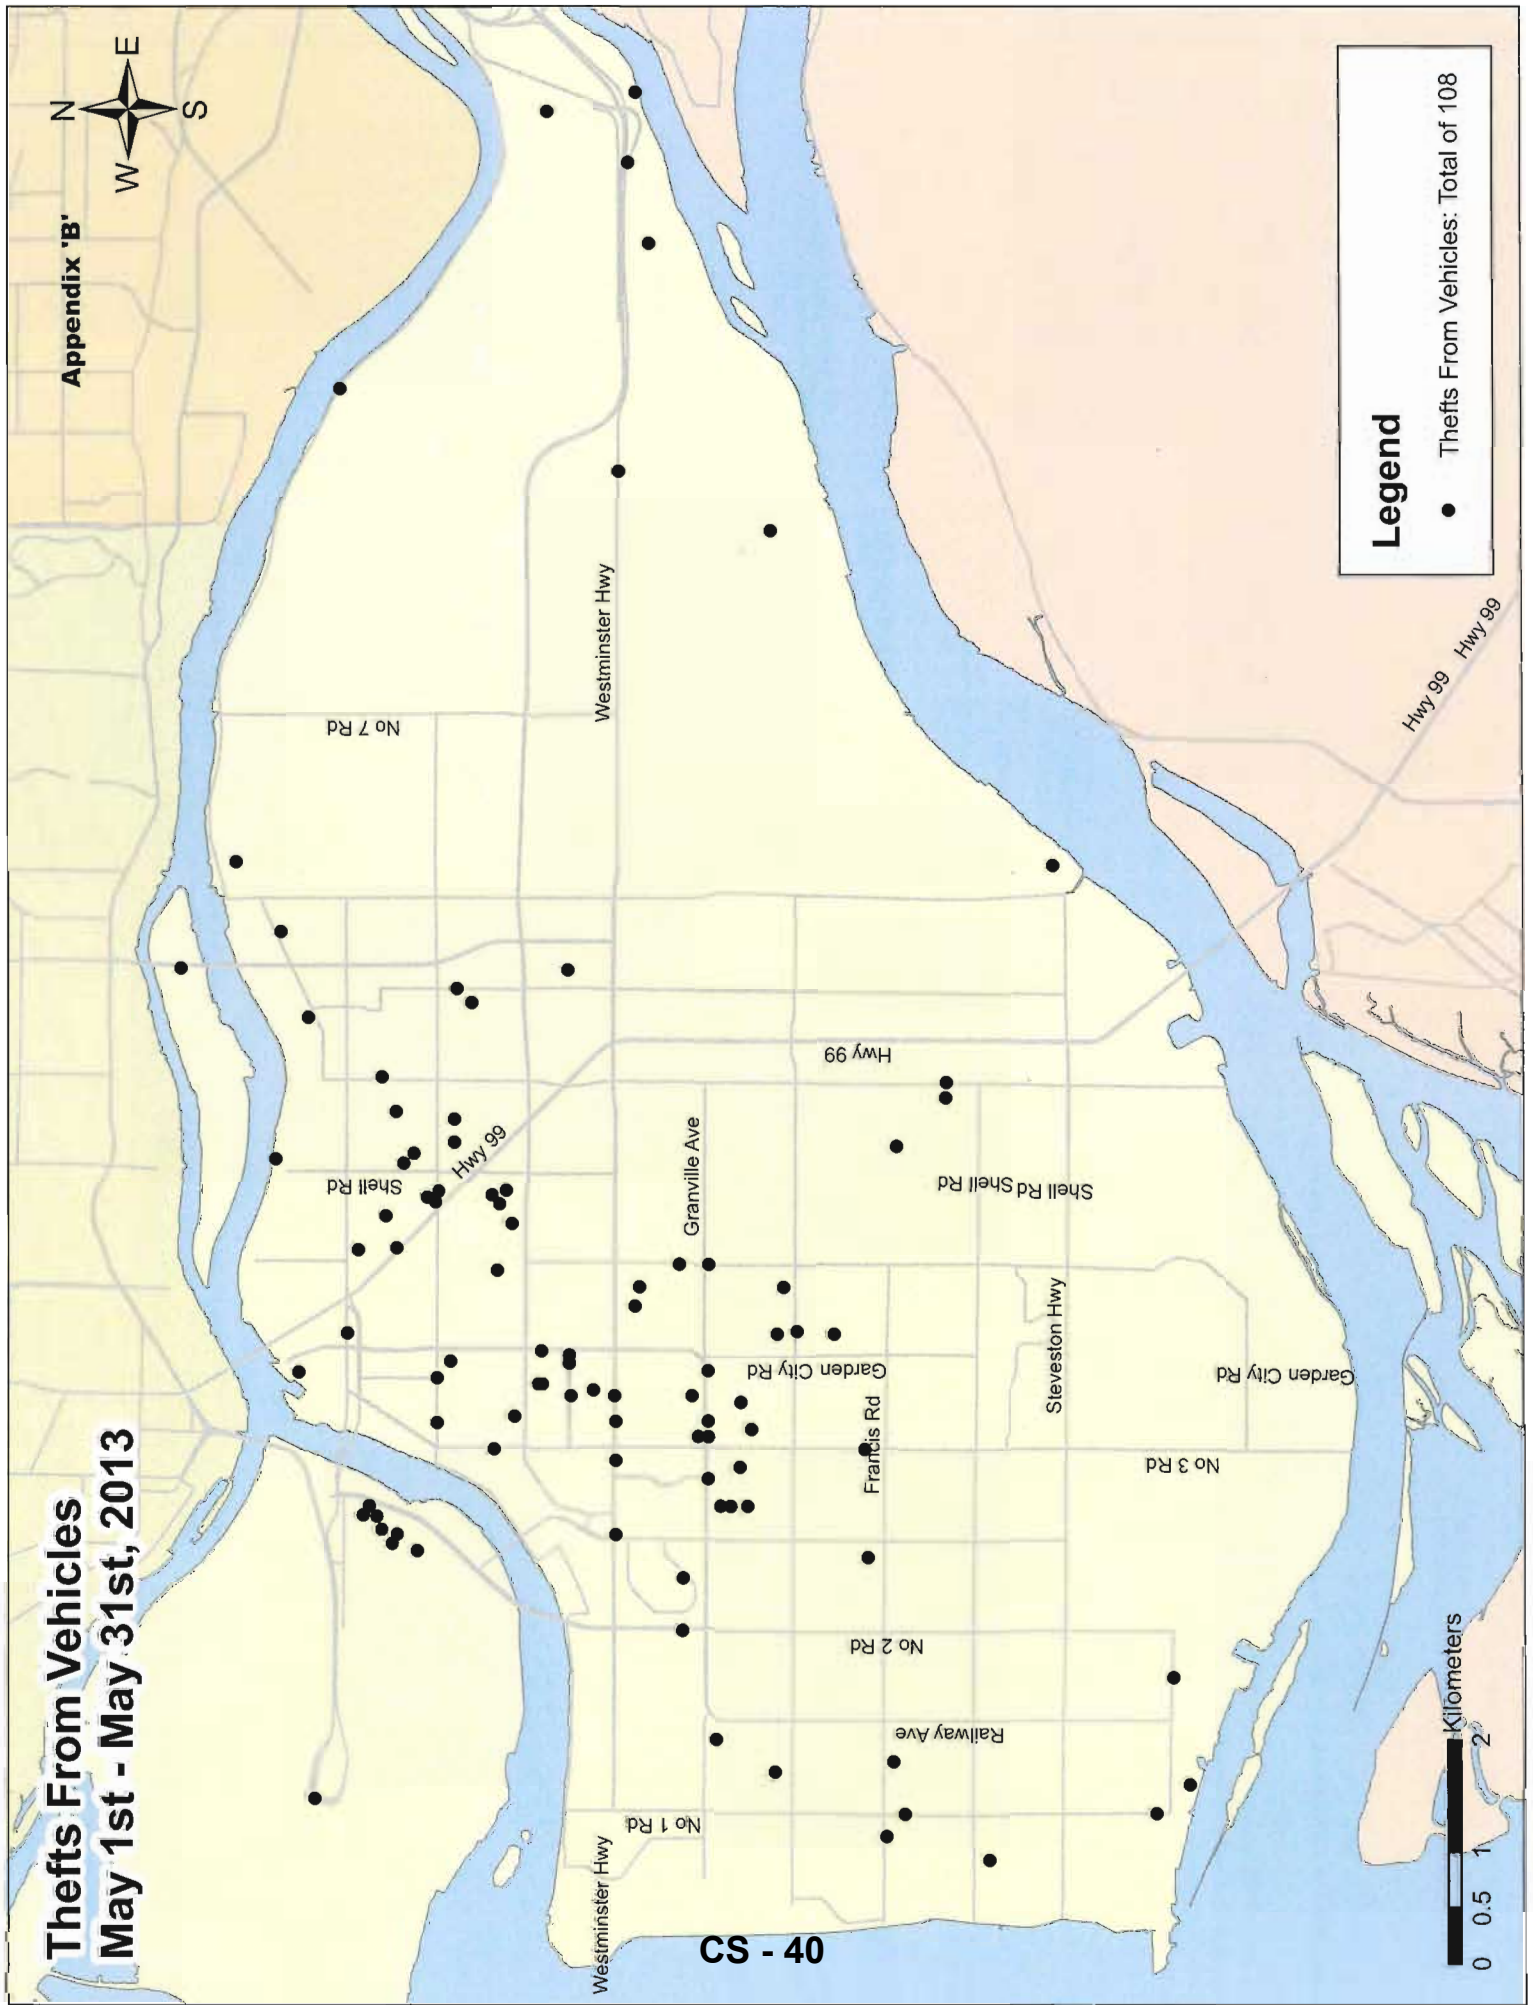 Thefts From Vehicles
May 1st - May 31st, 2013
Appendix 'B'
N
W
E
S
No 7 Rd
Westminster Hwy
Hwy 99
Shell Rd
Hwy 99
Granville Ave
Shell Rd
Shell Rd
Shell Rd
Garden City Rd
Francis Rd
Steveston Hwy
Garden City Rd
No 3 Rd
No 2 Rd
Railway Ave
No 1 Rd
Westminster Hwy
Hwy 99
Hwy 99
Legend
Thefts From Vehicles: Total of 108
Kilometers
0 0.5 1 2
CS - 40